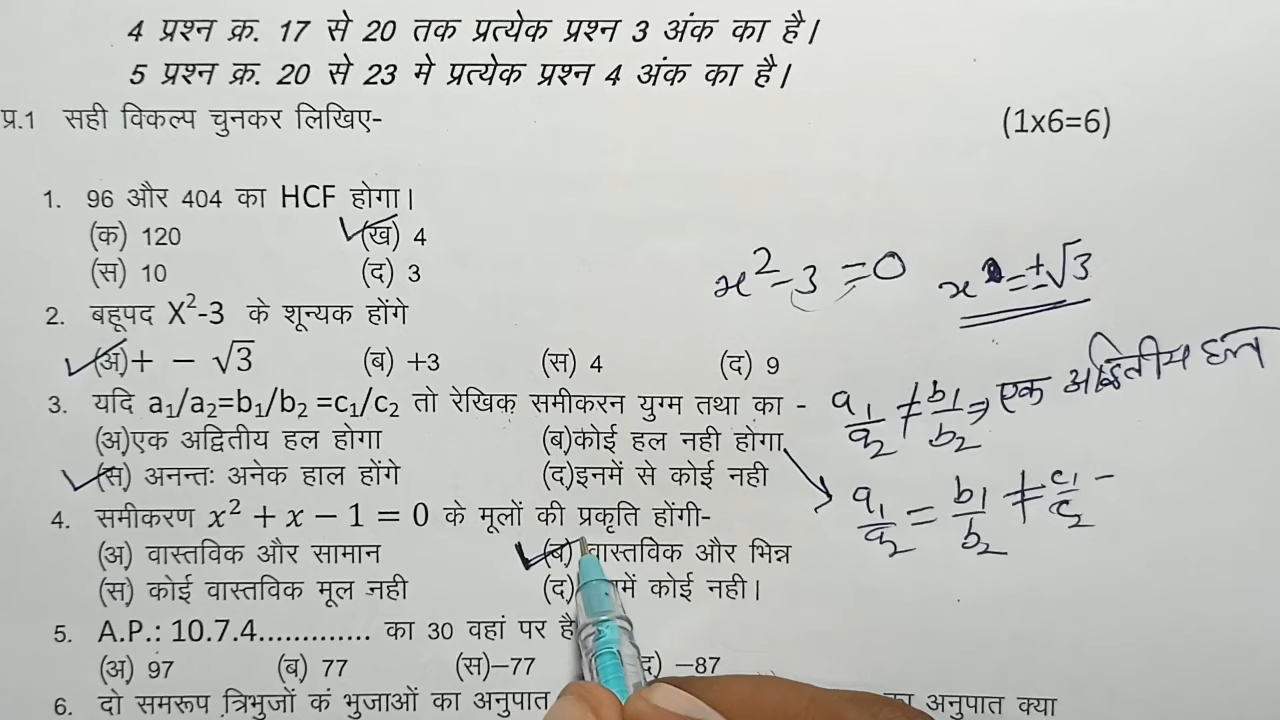 4 प्रश्न क्र. 17 से 20 तक प्रत्येक प्रश्न 3 अंक का है।
5 प्रश्न क्र. 20 से 23 मे प्रत्येक प्रश्न 4 अंक का है।
प्र.1 सही विकल्प चुनकर लिखिए- (1x6=6)
1. 96 और 404 का HCF होगा।
(क) 120 (ख) 4
(स) 10 (द) 3
x² - 3 = 0 x = ±√3
2. बहूपद X²-3 के शून्यक होंगे
(अ) + − √3 (ब) +3 (स) 4 (द) 9
3. यदि a₁/a₂=b₁/b₂ =c₁/c₂ तो रेखिक समीकरन युग्म तथा का -
(अ)एक अद्वितीय हल होगा (ब)कोई हल नही होगा
(स) अनन्तः अनेक हाल होंगे (द)इनमें से कोई नही
a₁/a₂ ≠ b₁/b₂ ⇒ एक अद्वितीय हल
a₁/a₂ = b₁/b₂ ≠ c₁/c₂ -
4. समीकरण x² + x − 1 = 0 के मूलों की प्रकृति होंगी-
(अ) वास्तविक और सामान (ब) वास्तविक और भिन्न
(स) कोई वास्तविक मूल नही (द) में कोई नही।
5. A.P.: 10.7.4............. का 30 वहां पर है
(अ) 97 (ब) 77 (स)−77 द) −87
6. दो समरूप त्रिभुजों कं भुजाओं का अनुपात का अनुपात क्या